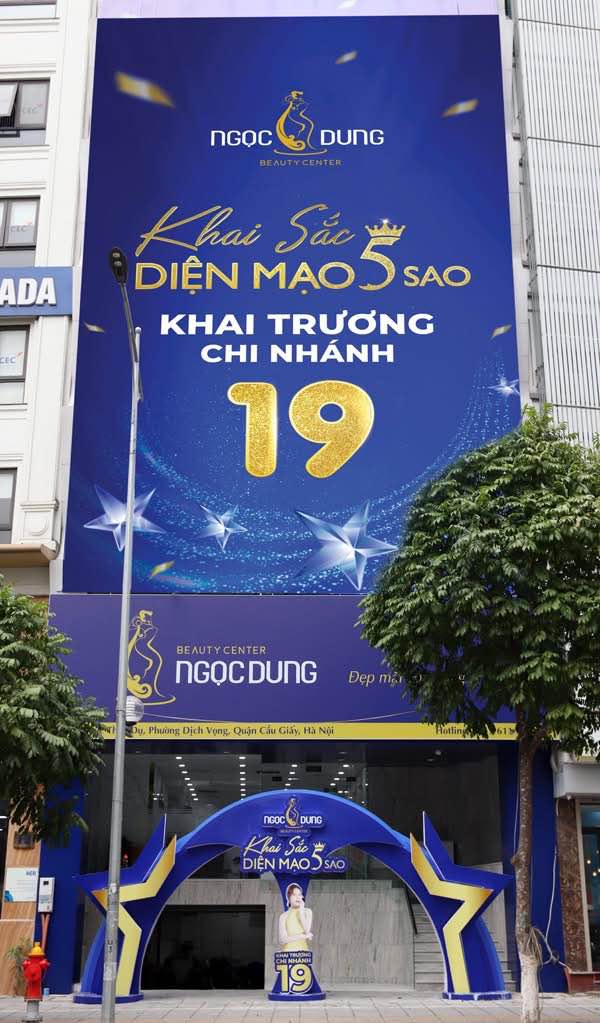 NGỌC DUNG
BEAUTY CENTER
Khai Sắc
DIỆN MẠO 5 SAO
KHAI TRƯƠNG
CHI NHÁNH
19
CEC
CEC
ADA
CEC
BEAUTY CENTER
NGỌC DUNG
Đẹp
Dụ, Phường Dịch Vọng, Quận Cầu Giấy, Hà Nội
Hotline
NGỌC DUNG
BEAUTY CENTER
Khai Sắc
DIỆN MẠO 5 SAO
KHAI TRƯƠNG
CHI NHÁNH
19